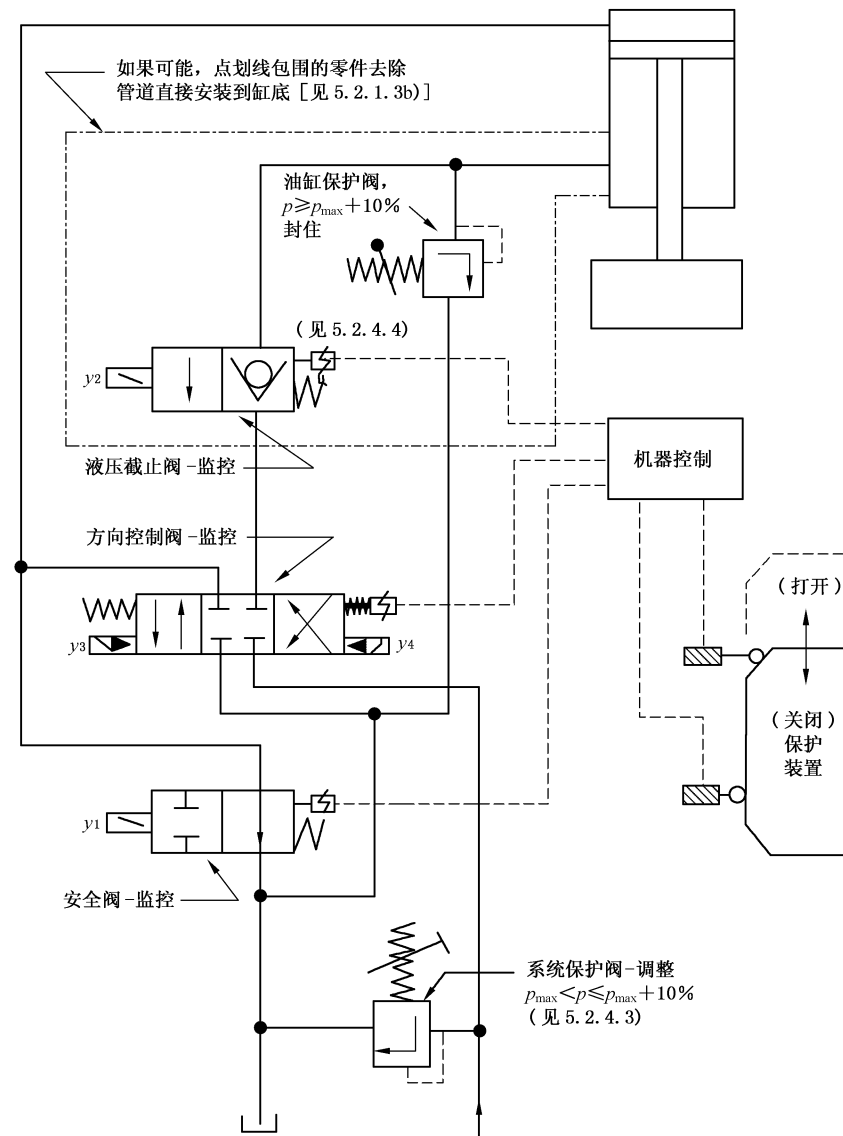 如果可能，点划线包围的零件去除
管道直接安装到缸底［见5.2.1.3b)］
油缸保护阀，
p≥pmax＋10%
封住
(见5.2.4.4)
y2
液压截止阀-监控
机器控制
方向控制阀-监控
(打开)
y3
y4
(关闭)
保护
装置
y1
安全阀-监控
系统保护阀-调整
pmax<p≤pmax＋10%
(见5.2.4.3)